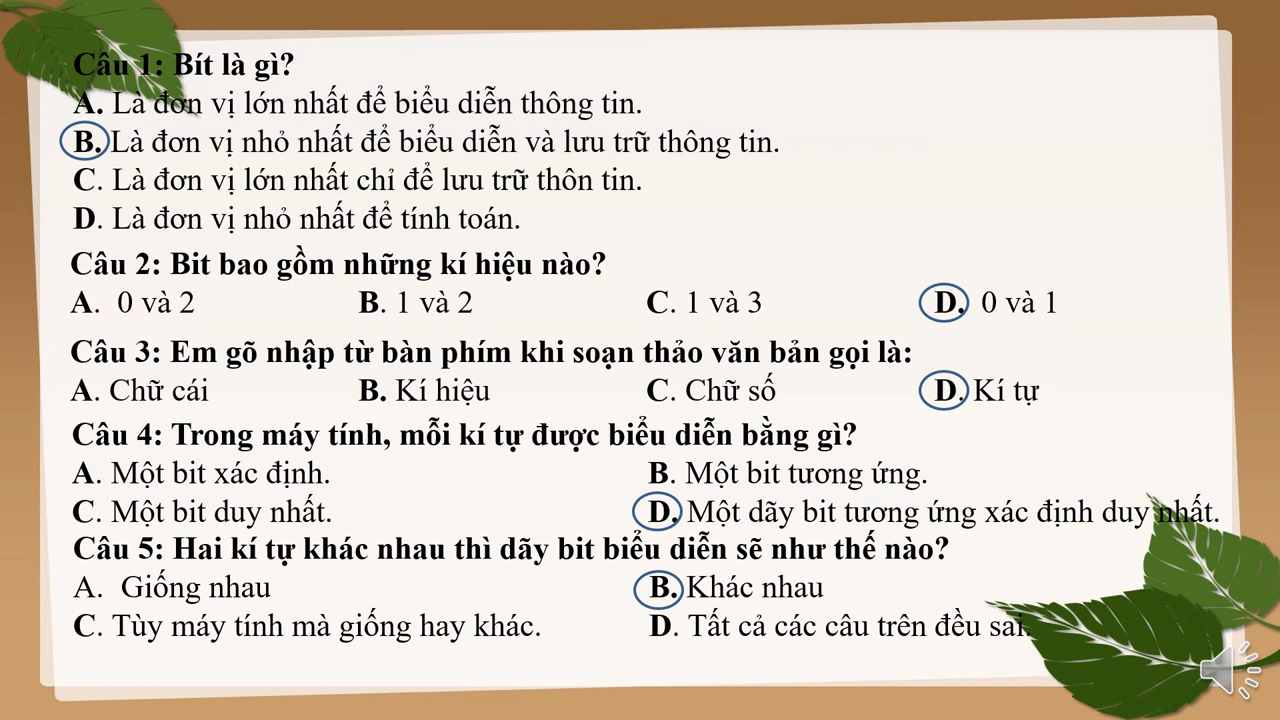 Câu 1: Bít là gì?
A. Là đơn vị lớn nhất để biểu diễn thông tin.
B. Là đơn vị nhỏ nhất để biểu diễn và lưu trữ thông tin.
C. Là đơn vị lớn nhất chỉ để lưu trữ thôn tin.
D. Là đơn vị nhỏ nhất để tính toán.
Câu 2: Bit bao gồm những kí hiệu nào?
A. 0 và 2 B. 1 và 2 C. 1 và 3 D. 0 và 1
Câu 3: Em gõ nhập từ bàn phím khi soạn thảo văn bản gọi là:
A. Chữ cái B. Kí hiệu C. Chữ số D. Kí tự
Câu 4: Trong máy tính, mỗi kí tự được biểu diễn bằng gì?
A. Một bit xác định. B. Một bit tương ứng.
C. Một bit duy nhất. D. Một dãy bit tương ứng xác định duy nhất.
Câu 5: Hai kí tự khác nhau thì dãy bit biểu diễn sẽ như thế nào?
A. Giống nhau B. Khác nhau
C. Tùy máy tính mà giống hay khác. D. Tất cả các câu trên đều sai.